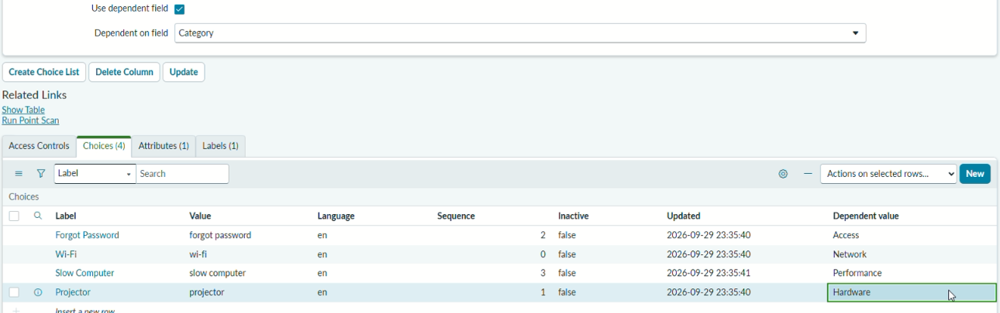 Use dependent field
Dependent on field Category
Create Choice List Delete Column Update
Related Links
Show Table
Run Point Scan
Access Controls Choices (4) Attributes (1) Labels (1)
Label Search Actions on selected rows... New
Choices
Label Value Language Sequence Inactive Updated Dependent value
Forgot Password forgot password en 2 false 2026-09-29 23:35:40 Access
Wi-Fi wi-fi en 0 false 2026-09-29 23:35:40 Network
Slow Computer slow computer en 3 false 2026-09-29 23:35:41 Performance
Projector projector en 1 false 2026-09-29 23:35:40 Hardware
Insert a new row